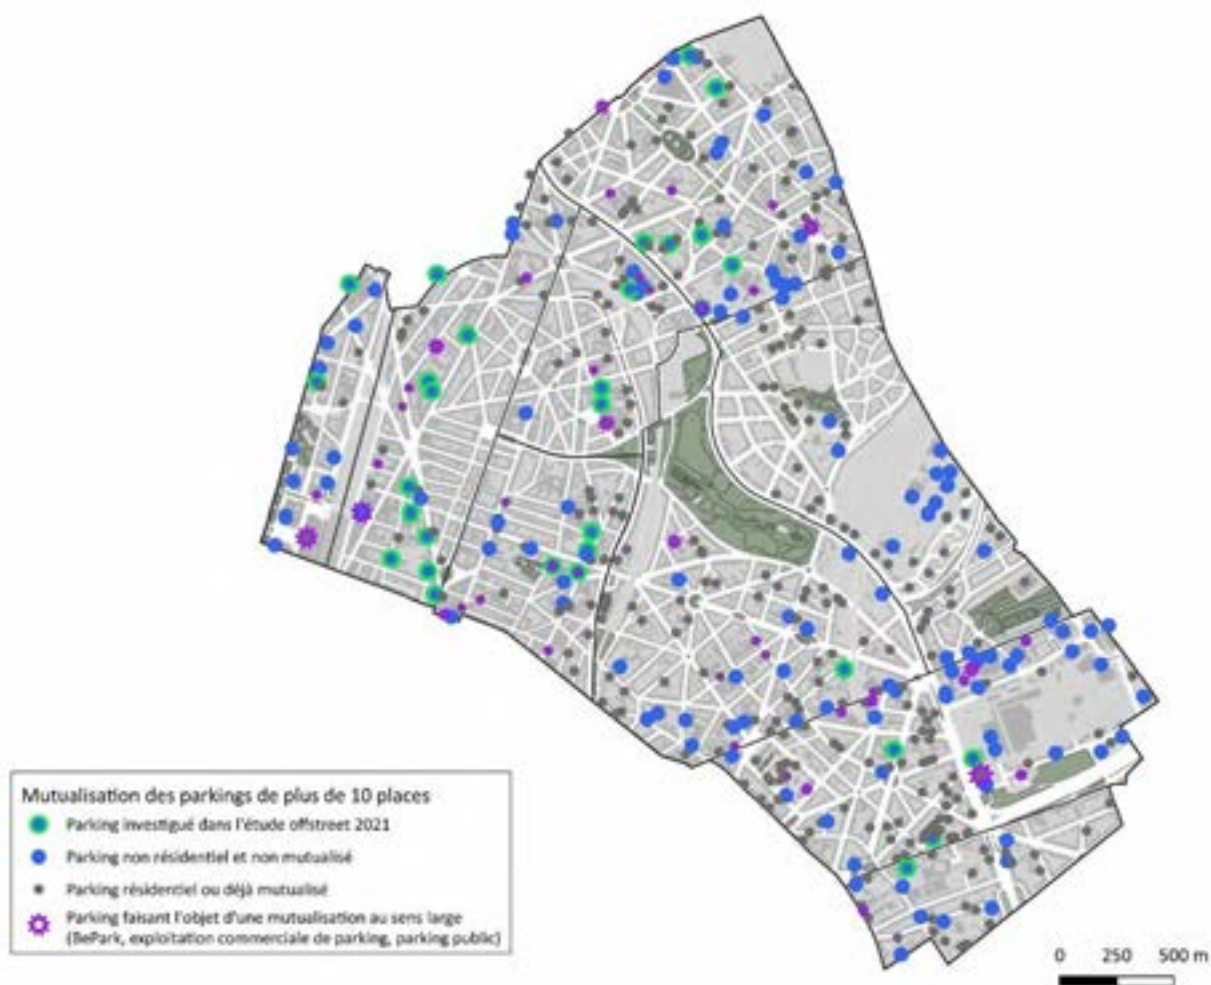 Mutualisation des parkings de plus de 10 places
Parking investigué dans l'étude offstreet 2021
Parking non résidentiel et non mutualisé
Parking résidentiel ou déjà mutualisé
Parking faisant l'objet d'une mutualisation au sens large
(BePark, exploitation commerciale de parking, parking public)
0 250 500 m